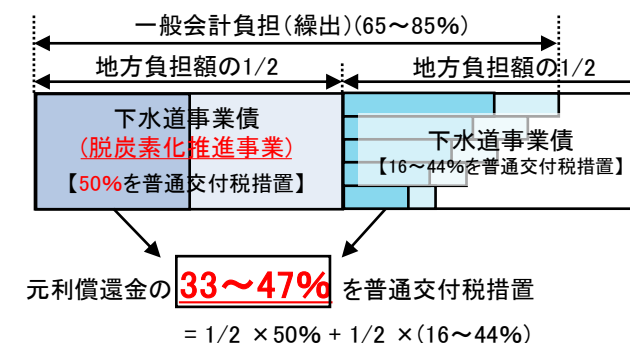 一般会計負担(繰出)(65～85%)
地方負担額の1/2
地方負担額の1/2
下水道事業債
(脱炭素化推進事業)
【50%を普通交付税措置】
下水道事業債
【16～44%を普通交付税措置】
元利償還金の 33～47% を普通交付税措置
= 1/2 ×50% + 1/2 ×(16～44%)